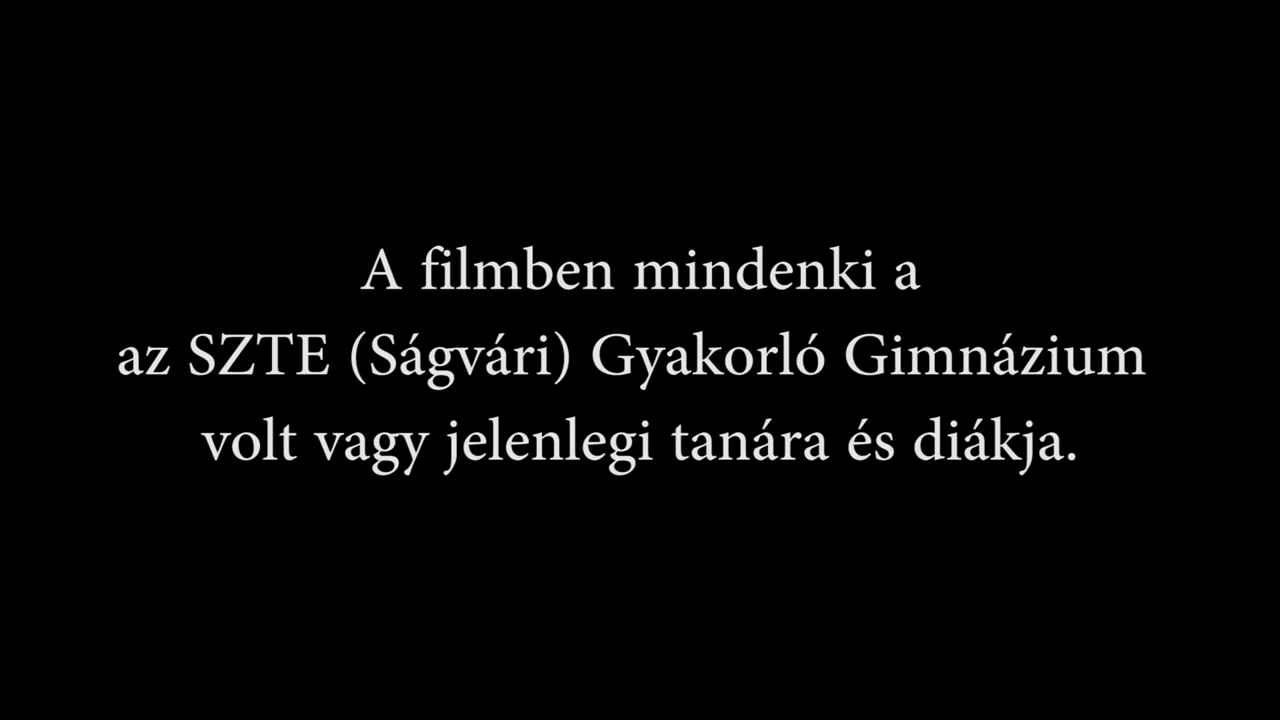 A filmben mindenki a
az SZTE (Ságvári) Gyakorló Gimnázium
volt vagy jelenlegi tanára és diákja.